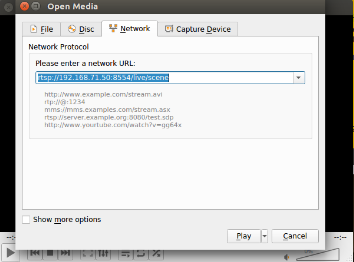 Open Media
File Disc Network Capture Device
Network Protocol
Please enter a network URL:
rtsp://192.168.71.50:8554/live/scene
http://www.example.com/stream.avi
rtp://@:1234
mms://mms.examples.com/stream.asx
rtsp://server.example.org:8080/test.sdp
http://www.yourtube.com/watch?v=gg64x
Show more options
Play Cancel
--:--